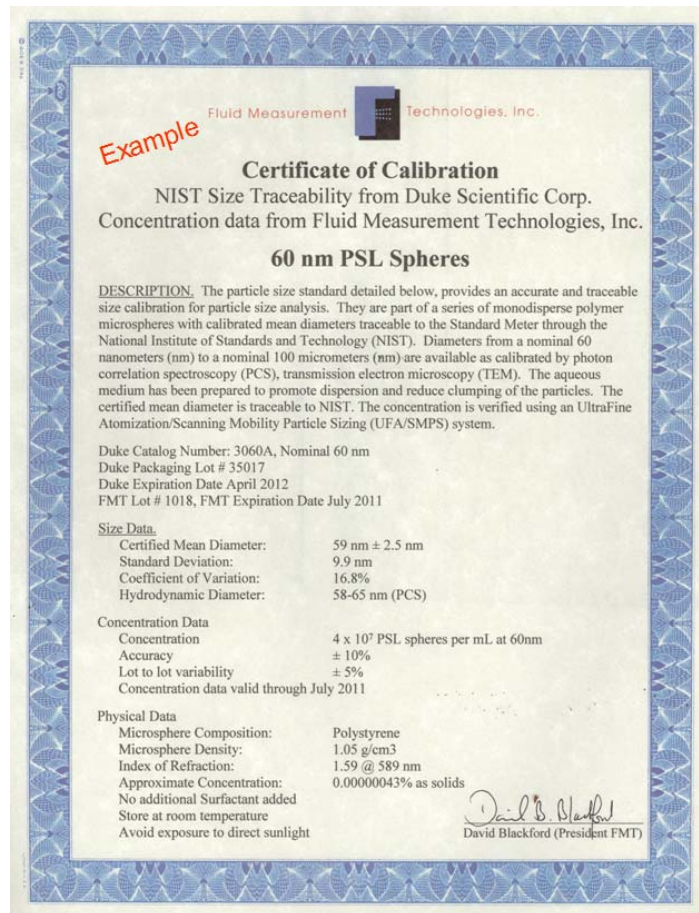 Fluid Measurement Technologies, Inc.
Example
Certificate of Calibration
NIST Size Traceability from Duke Scientific Corp.
Concentration data from Fluid Measurement Technologies, Inc.
60 nm PSL Spheres
DESCRIPTION. The particle size standard detailed below, provides an accurate and traceable
size calibration for particle size analysis. They are part of a series of monodisperse polymer
microspheres with calibrated mean diameters traceable to the Standard Meter through the
National Institute of Standards and Technology (NIST). Diameters from a nominal 60
nanometers (nm) to a nominal 100 micrometers (nm) are available as calibrated by photon
correlation spectroscopy (PCS), transmission electron microscopy (TEM). The aqueous
medium has been prepared to promote dispersion and reduce clumping of the particles. The
certified mean diameter is traceable to NIST. The concentration is verified using an UltraFine
Atomization/Scanning Mobility Particle Sizing (UFA/SMPS) system.
Duke Catalog Number: 3060A, Nominal 60 nm
Duke Packaging Lot # 35017
Duke Expiration Date April 2012
FMT Lot # 1018, FMT Expiration Date July 2011
Size Data.
Certified Mean Diameter: 59 nm ± 2.5 nm
Standard Deviation: 9.9 nm
Coefficient of Variation: 16.8%
Hydrodynamic Diameter: 58-65 nm (PCS)
Concentration Data
Concentration 4 x 10⁷ PSL spheres per mL at 60nm
Accuracy ± 10%
Lot to lot variability ± 5%
Concentration data valid through July 2011
Physical Data
Microsphere Composition: Polystyrene
Microsphere Density: 1.05 g/cm3
Index of Refraction: 1.59 @ 589 nm
Approximate Concentration: 0.00000043% as solids
No additional Surfactant added
Store at room temperature
Avoid exposure to direct sunlight
David B. Blackford
David Blackford (President FMT)